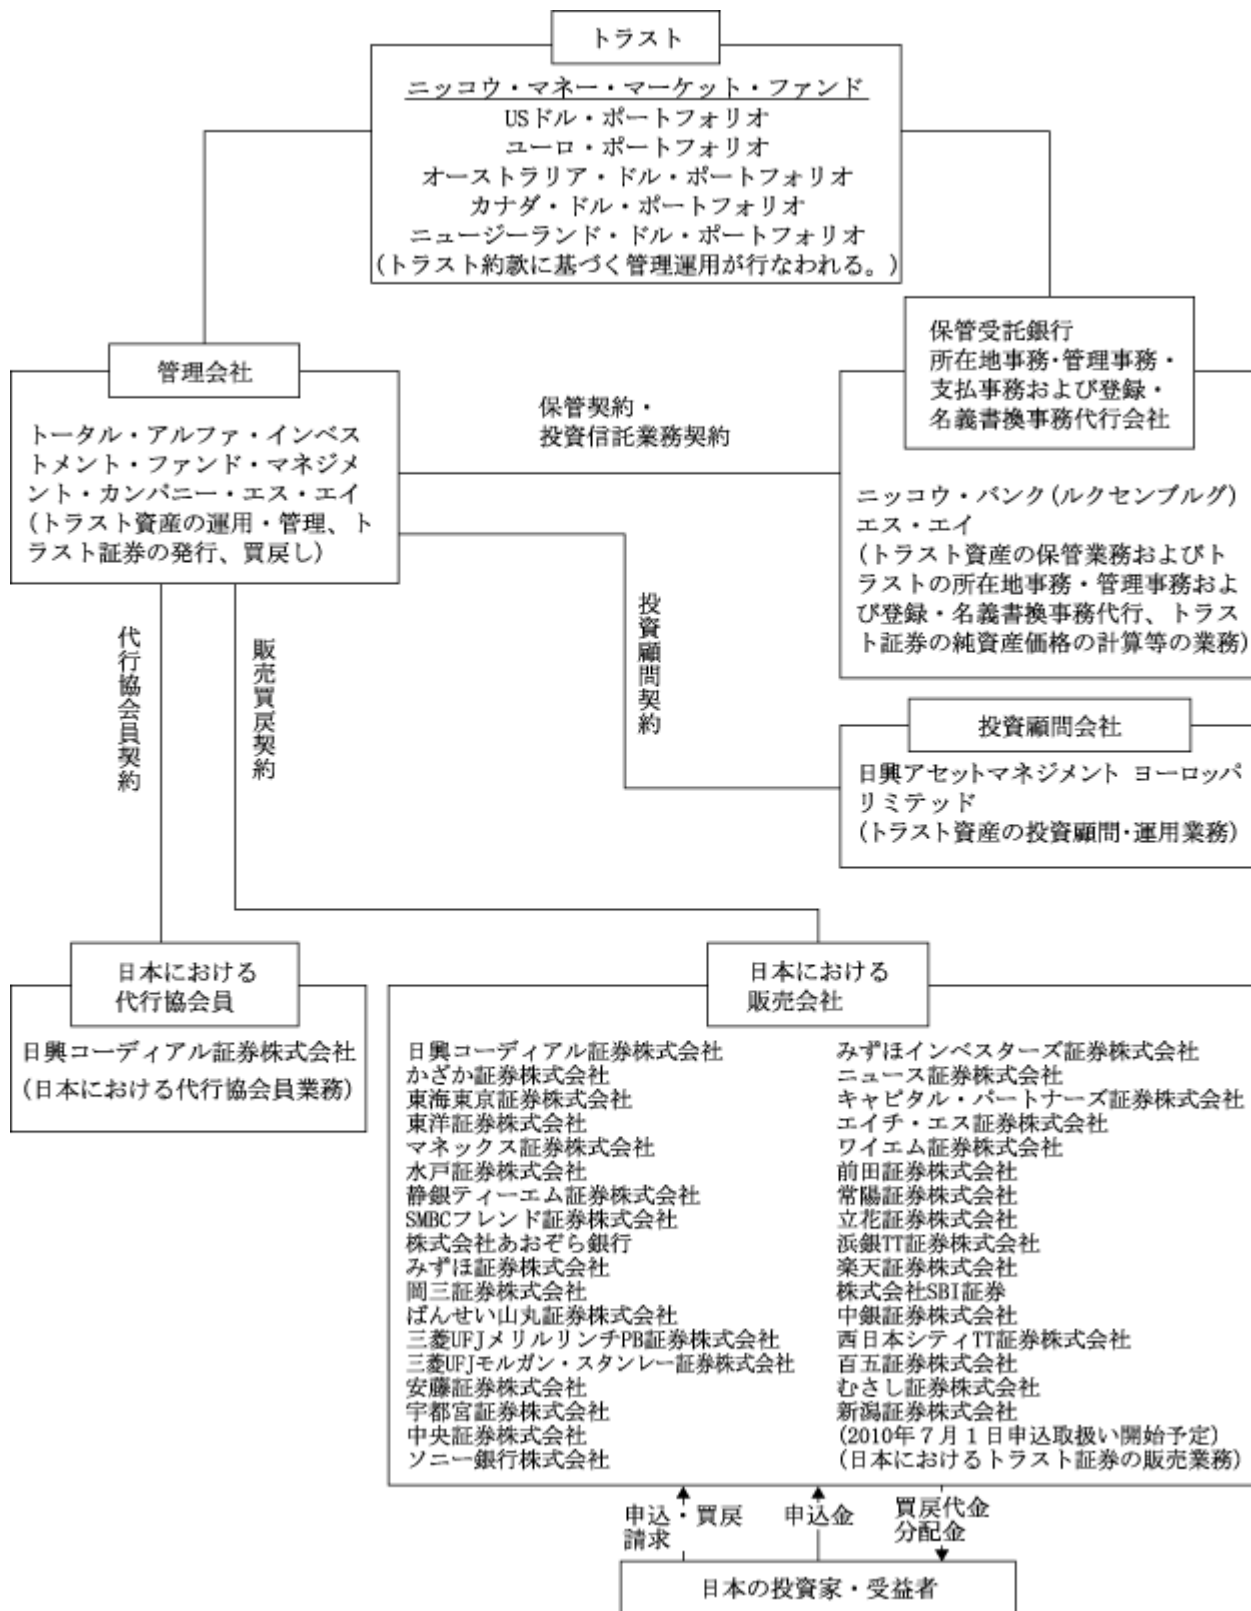 トラスト
ニッコウ・マネー・マーケット・ファンド
USドル・ポートフォリオ
ユーロ・ポートフォリオ
オーストラリア・ドル・ポートフォリオ
カナダ・ドル・ポートフォリオ
ニュージーランド・ドル・ポートフォリオ
(トラスト約款に基づく管理運用が行なわれる。)
管理会社
トータル・アルファ・インベス
トメント・ファンド・マネジメ
ント・カンパニー・エス・エイ
(トラスト資産の運用・管理、ト
ラスト証券の発行、買戻し)
保管契約・
投資信託業務契約
保管受託銀行
所在地事務・管理事務・
支払事務および登録・
名義書換事務代行会社
ニッコウ・バンク(ルクセンブルグ)
エス・エイ
(トラスト資産の保管業務およびト
ラストの所在地事務・管理事務およ
び登録・名義書換事務代行、トラス
ト証券の純資産価格の計算等の業務)
代行協会員契約
販売買戻契約
投資顧問契約
投資顧問会社
日興アセットマネジメント ヨーロッパ
リミテッド
(トラスト資産の投資顧問・運用業務)
日本における
代行協会員
日興コーディアル証券株式会社
(日本における代行協会員業務)
日本における
販売会社
日興コーディアル証券株式会社
かざか証券株式会社
東海東京証券株式会社
東洋証券株式会社
マネックス証券株式会社
水戸証券株式会社
静銀ティーエム証券株式会社
SMBCフレンド証券株式会社
株式会社あおぞら銀行
みずほ証券株式会社
岡三証券株式会社
ばんせい山丸証券株式会社
三菱UFJメリルリンチPB証券株式会社
三菱UFJモルガン・スタンレー証券株式会社
安藤証券株式会社
宇都宮証券株式会社
中央証券株式会社
ソニー銀行株式会社
みずほインベスターズ証券株式会社
ニュース証券株式会社
キャピタル・パートナーズ証券株式会社
エイチ・エス証券株式会社
ワイエム証券株式会社
前田証券株式会社
常陽証券株式会社
立花証券株式会社
浜銀TT証券株式会社
楽天証券株式会社
株式会社SBI証券
中銀証券株式会社
西日本シティTT証券株式会社
百五証券株式会社
むさし証券株式会社
新潟証券株式会社
(2010年7月1日申込取扱い開始予定)
(日本におけるトラスト証券の販売業務)
申込・買戻
請求
申込金
買戻代金
分配金
日本の投資家・受益者